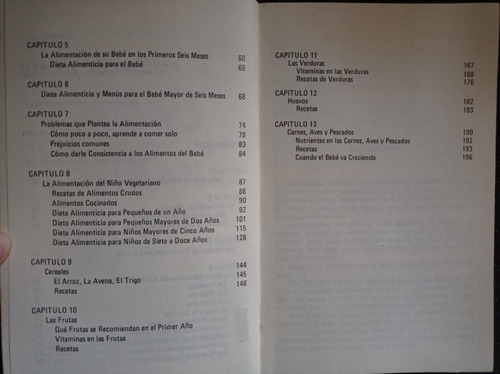 CAPITULO 5
La Alimentación de su Bebé en los Primeros Seis Meses 60
Dieta Alimenticia para el Bebé 66
CAPITULO 6
Dieta Alimenticia y Menús para el Bebé Mayor de Seis Meses 68
CAPITULO 7
Problemas que Plantea la Alimentación 74
Cómo poco a poco, aprende a comer solo 79
Prejuicios comunes 83
Cómo darle Consistencia a los Alimentos del Bebé 84
CAPITULO 8
La Alimentación del Niño Vegetariano 87
Recetas de Alimentos Crudos 88
Alimentos Cocinados 90
Dieta Alimenticia para Pequeños de un Año 92
Dieta Alimenticia para Pequeños Mayores de Dos Años 101
Dieta Alimenticia para Niños Mayores de Cinco Años 115
Dieta Alimenticia para Niños de Siete a Doce Años 128
CAPITULO 9 144
Cereales 145
El Arroz, La Avena, El Trigo 146
Recetas
CAPITULO 10
Las Frutas
Qué Frutas se Recomiendan en el Primer Año
Vitaminas en las Frutas
Recetas
CAPITULO 11
Las Verduras 167
Vitaminas en las Verduras 168
Recetas de Verduras 176
CAPITULO 12
Huevos 182
Recetas 183
CAPITULO 13
Carnes, Aves y Pescados 190
Nutrientes en las Carnes, Aves y Pescados 192
Recetas 193
Cuando el Bebé va Creciendo 196